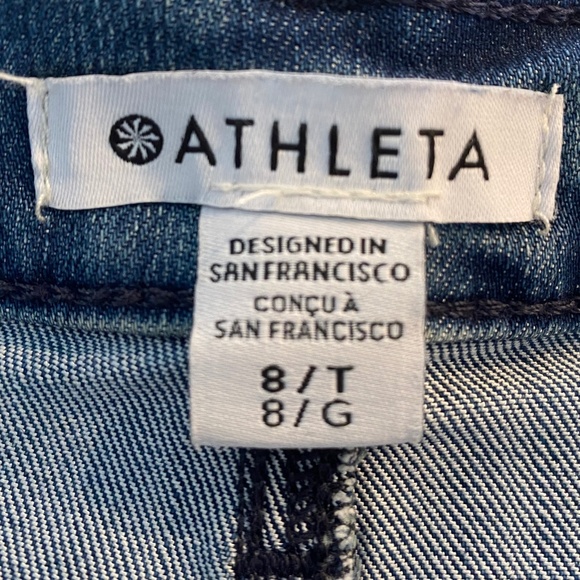 ATHLETA
DESIGNED IN
SAN FRANCISCO
CONÇU À
SAN FRANCISCO
8/T
8/G